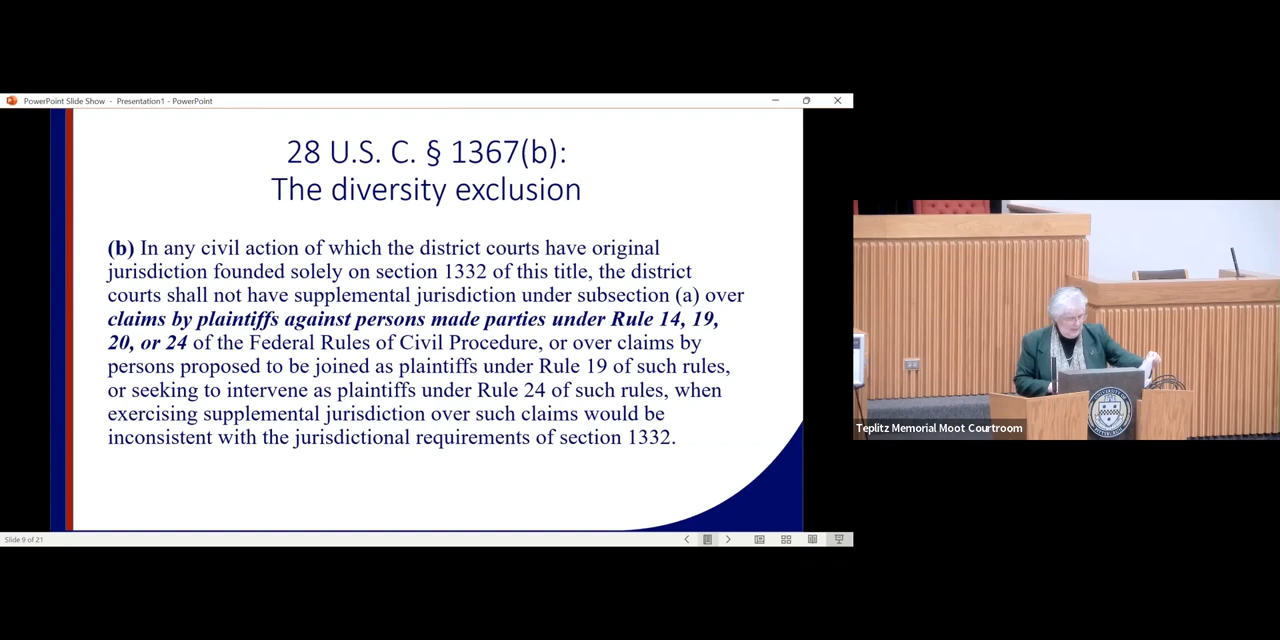 PowerPoint Slide Show - Presentation1 - PowerPoint
28 U.S. C. § 1367(b):
The diversity exclusion
(b) In any civil action of which the district courts have original
jurisdiction founded solely on section 1332 of this title, the district
courts shall not have supplemental jurisdiction under subsection (a) over
claims by plaintiffs against persons made parties under Rule 14, 19,
20, or 24 of the Federal Rules of Civil Procedure, or over claims by
persons proposed to be joined as plaintiffs under Rule 19 of such rules,
or seeking to intervene as plaintiffs under Rule 24 of such rules, when
exercising supplemental jurisdiction over such claims would be
inconsistent with the jurisdictional requirements of section 1332.
Slide 9 of 21
Teplitz Memorial Moot Courtroom